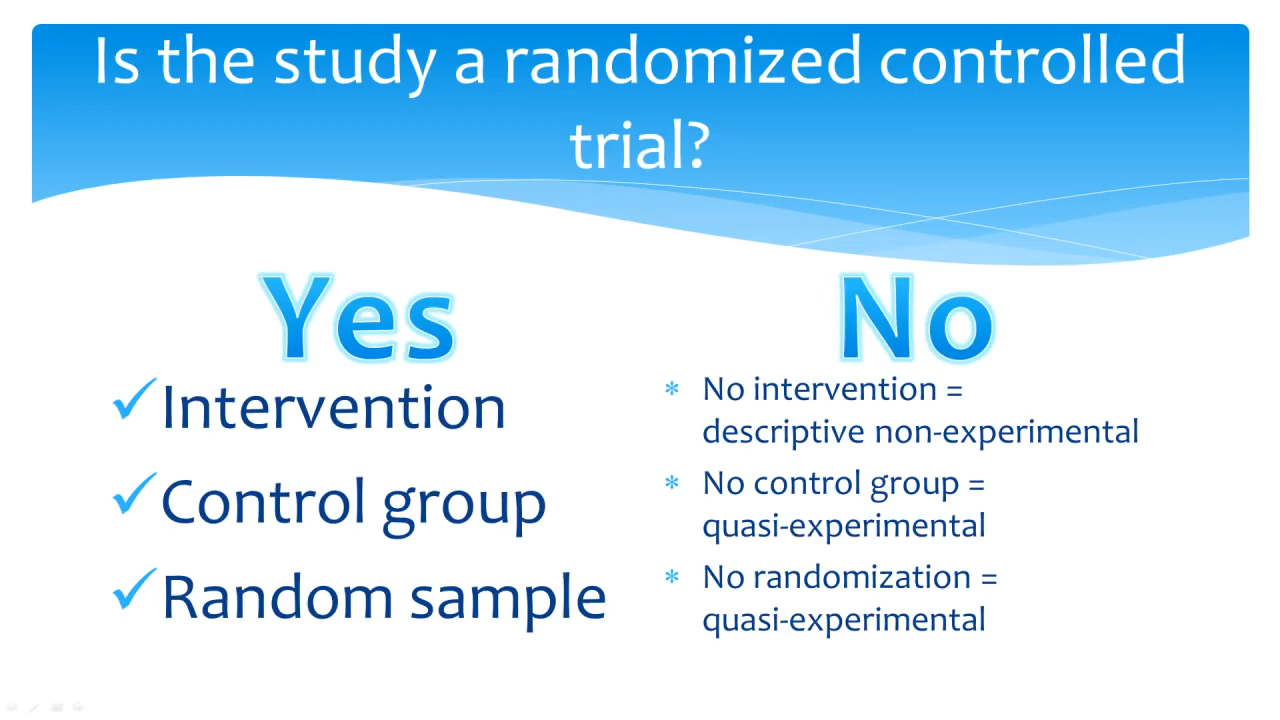 Is the study a randomized controlled
trial?
Yes
Intervention
Control group
Random sample
No
No intervention =
descriptive non-experimental
No control group =
quasi-experimental
No randomization =
quasi-experimental